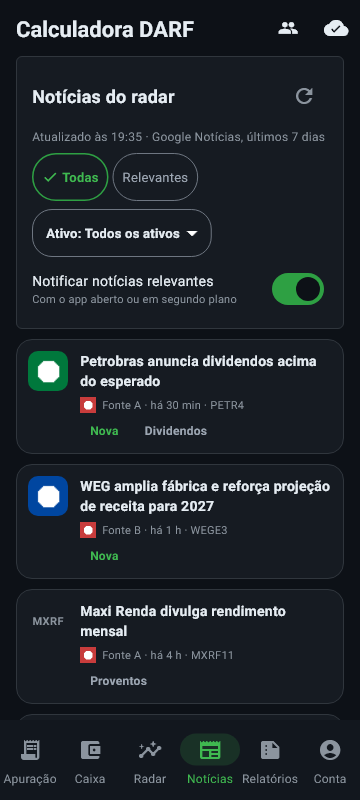 Calculadora DARF
Notícias do radar
Atualizado às 19:35 · Google Notícias, últimos 7 dias
Todas
Relevantes
Ativo: Todos os ativos
Notificar notícias relevantes
Com o app aberto ou em segundo plano
Petrobras anuncia dividendos acima
do esperado
Fonte A · há 30 min · PETR4
Nova
Dividendos
WEG amplia fábrica e reforça projeção
de receita para 2027
Fonte B · há 1 h · WEGE3
Nova
MXRF
Maxi Renda divulga rendimento
mensal
Fonte A · há 4 h · MXRF11
Proventos
Apuração
Caixa
Radar
Notícias
Relatórios
Conta